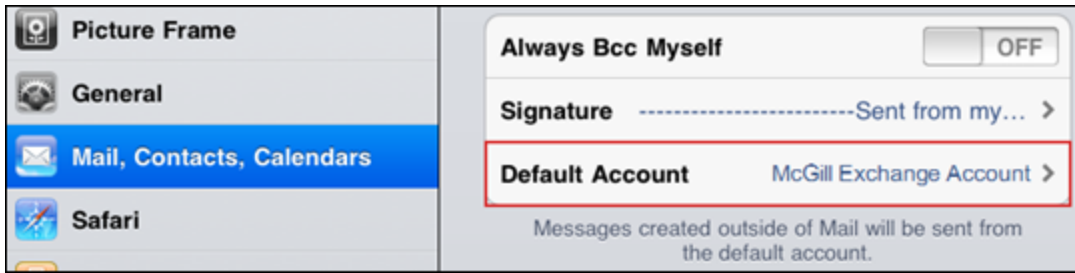 Picture Frame
General
Mail, Contacts, Calendars
Safari
Always Bcc Myself OFF
Signature -------------------------Sent from my...
Default Account McGill Exchange Account
Messages created outside of Mail will be sent from
the default account.